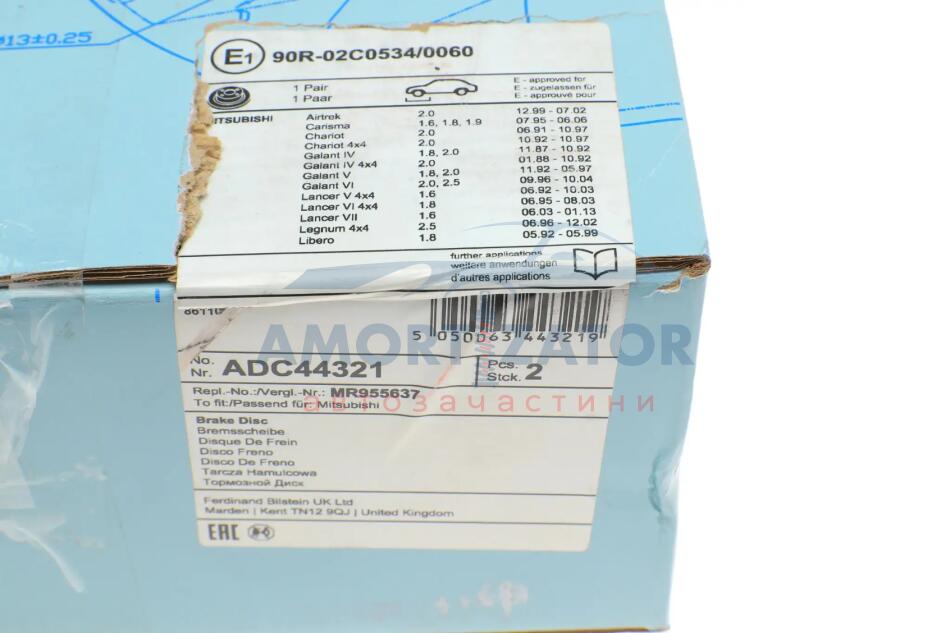 Ø13±0.25
E1 90R-02C0534/0060
1 Pair
1 Paar
E - approved for
E - zugelassen für
E - approuvé pour
MITSUBISHI Airtrek 2.0 12.99 - 07.02
Carisma 1.6, 1.8, 1.9 07.95 - 06.06
Chariot 2.0 06.91 - 10.97
Chariot 4x4 2.0 10.92 - 10.97
Galant IV 1.8, 2.0 11.87 - 10.92
Galant IV 4x4 2.0 01.88 - 10.92
Galant V 1.8, 2.0 11.92 - 05.97
Galant VI 2.0, 2.5 09.96 - 10.04
Lancer V 4x4 1.6 06.92 - 10.03
Lancer VI 4x4 1.8 06.95 - 08.03
Lancer VII 1.6 06.03 - 01.13
Legnum 4x4 2.5 06.96 - 12.02
Libero 1.8 05.92 - 05.99
further applications
weitere anwendungen
d'autres applications
5 050063 443219
AMORTIZATOR
No.
Nr. ADC44321
Pcs.
Stck. 2
Repl.-No.:/Vergl.-Nr.: MR955637
To fit:/Passend für: Mitsubishi
автозачастини
Brake Disc
Bremsscheibe
Disque De Frein
Disco Freno
Disco De Freno
Tarcza Hamulcowa
Тормозной Диск
Ferdinand Bilstein UK Ltd
Marden | Kent TN12 9QJ | United Kingdom
EAC